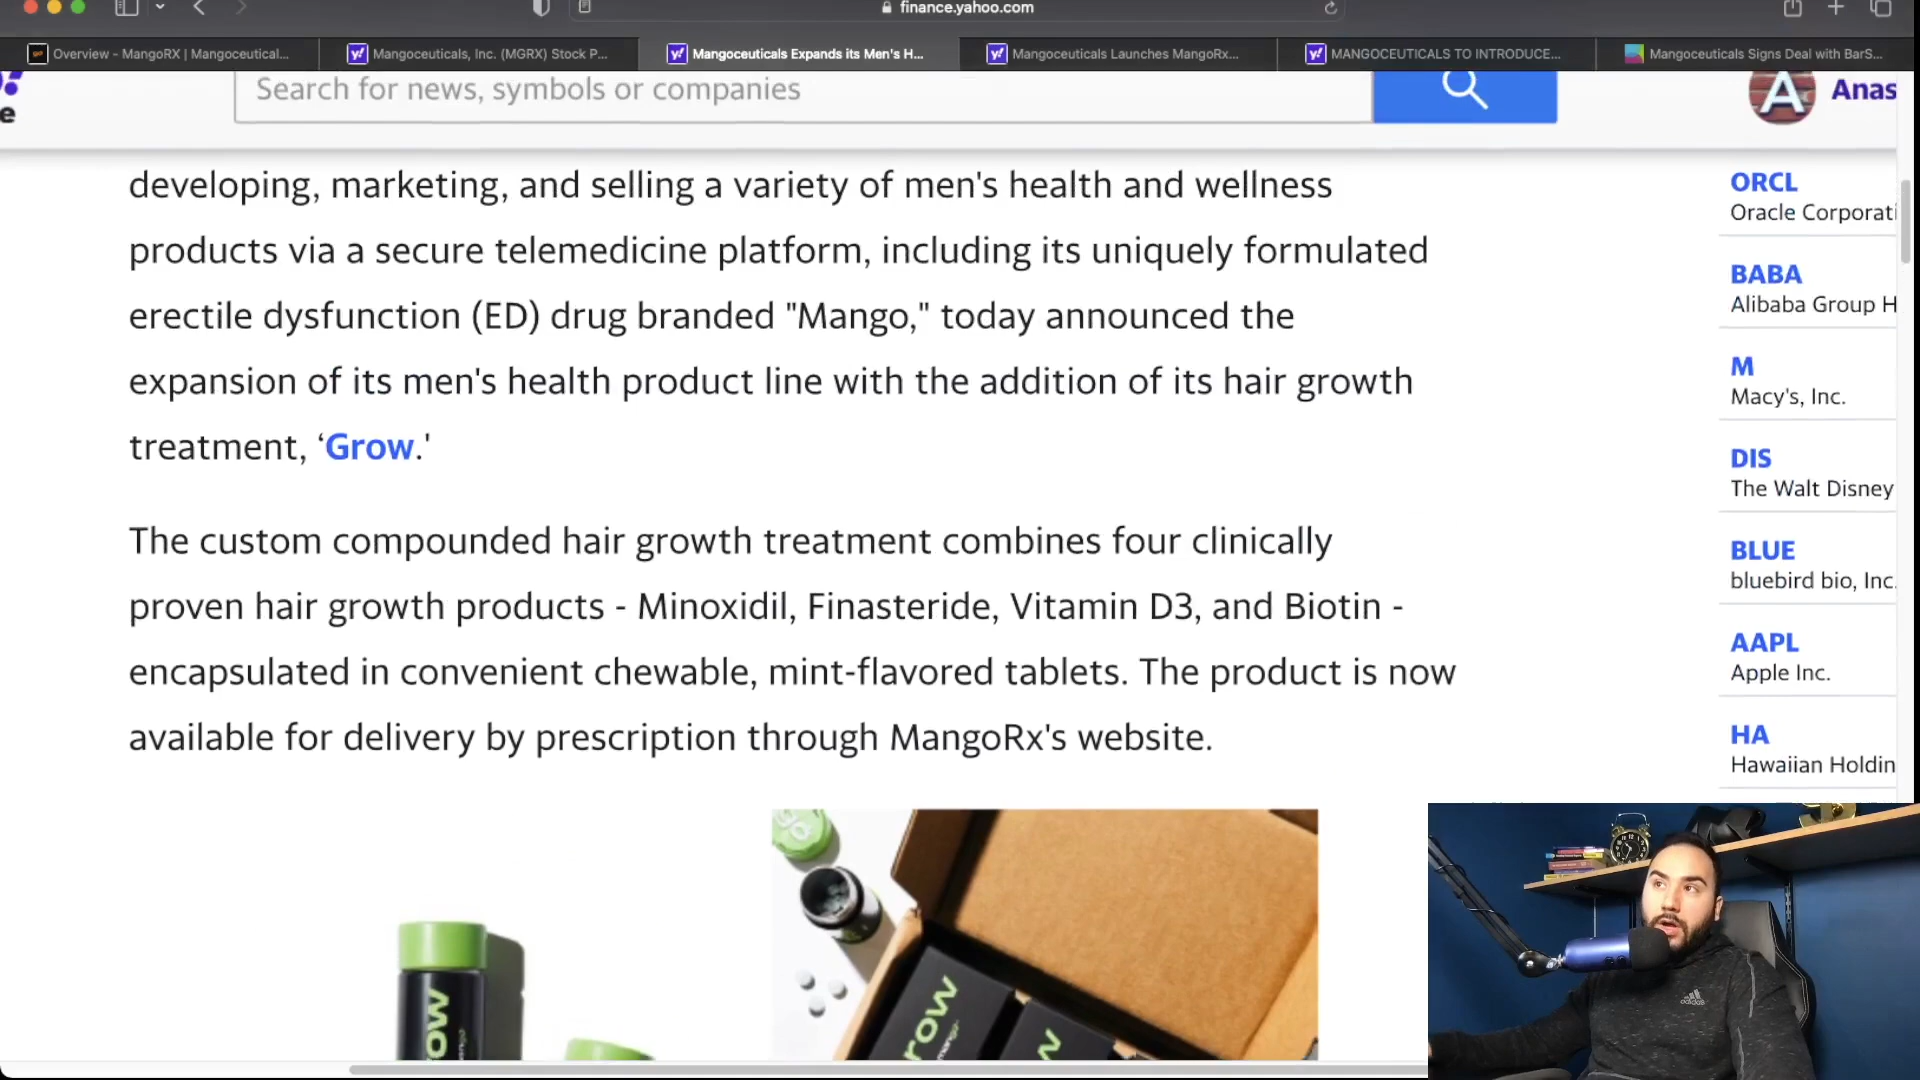 finance.yahoo.com
Overview - MangoRX | Mangoceutical...
Mangoceuticals, Inc. (MGRX) Stock P...
Mangoceuticals Expands its Men's H...
Mangoceuticals Launches MangoRx...
MANGOCEUTICALS TO INTRODUCE...
Mangoceuticals Signs Deal with BarS...
e
Search for news, symbols or companies
A
Anas
developing, marketing, and selling a variety of men's health and wellness
products via a secure telemedicine platform, including its uniquely formulated
erectile dysfunction (ED) drug branded "Mango," today announced the
expansion of its men's health product line with the addition of its hair growth
treatment, ‘Grow.'
The custom compounded hair growth treatment combines four clinically
proven hair growth products - Minoxidil, Finasteride, Vitamin D3, and Biotin -
encapsulated in convenient chewable, mint-flavored tablets. The product is now
available for delivery by prescription through MangoRx's website.
ORCL
Oracle Corporati
BABA
Alibaba Group H
M
Macy's, Inc.
DIS
The Walt Disney
BLUE
bluebird bio, Inc.
AAPL
Apple Inc.
HA
Hawaiian Holdin
row
row
adidas